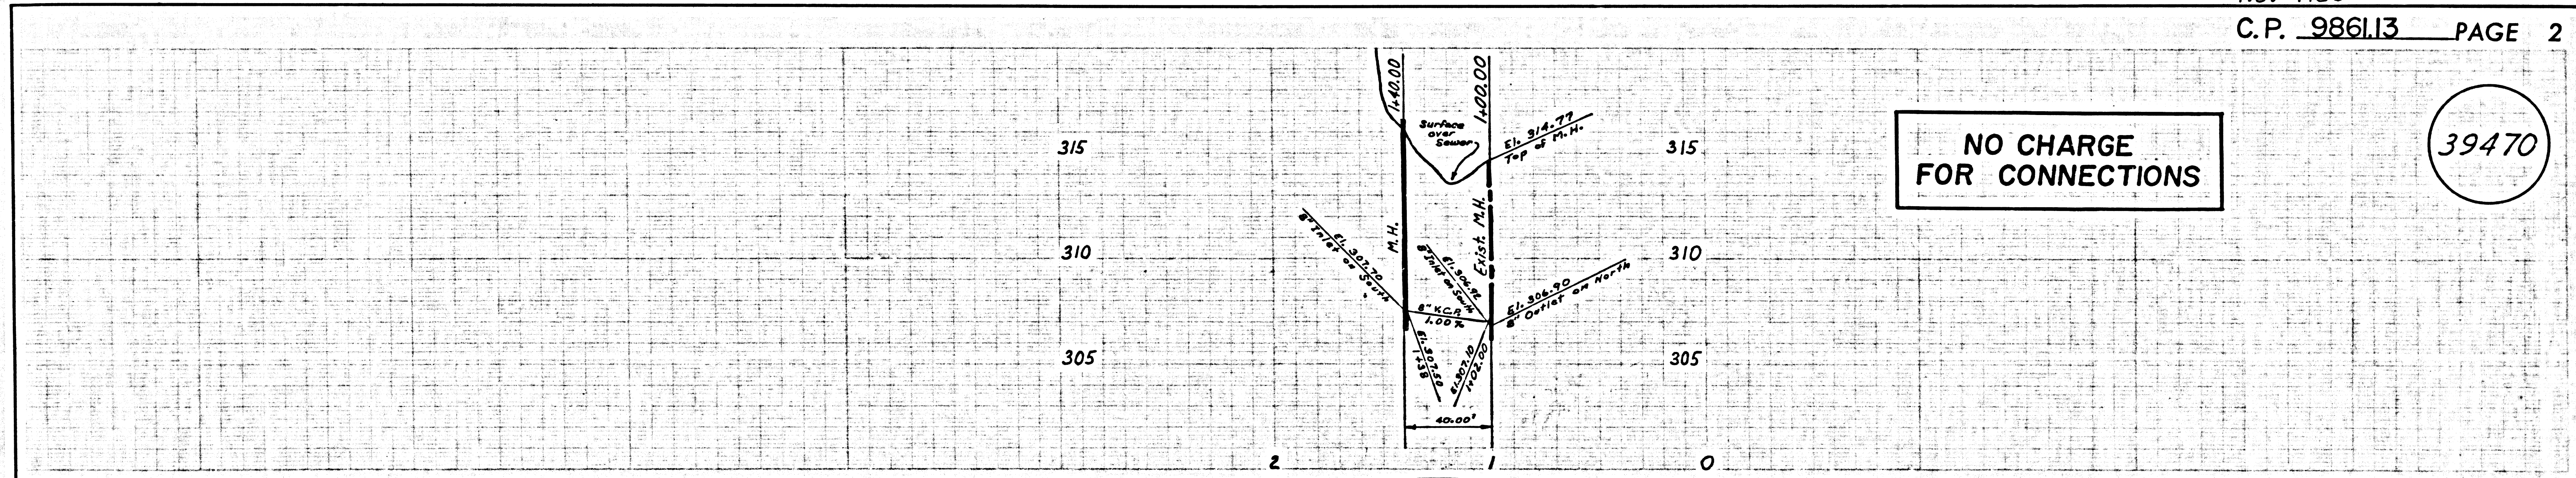 C.P. 9861.13 PAGE 2
39470
NO CHARGE
FOR CONNECTIONS
1+40.00
1+00.00
Surface
over
Sewer
El. 314.77
Top of M.H.
315
315
M.H.
Exist. M.H.
310
310
El. 307.70
8" Inlet on South
El. 306.92
8" Inlet on South
El. 306.90
8" Outlet on North
8" V.C.P.
1.00%
305
305
El. 307.50
1+38
El. 307.10
1+02.00
40.00'
2
1
0